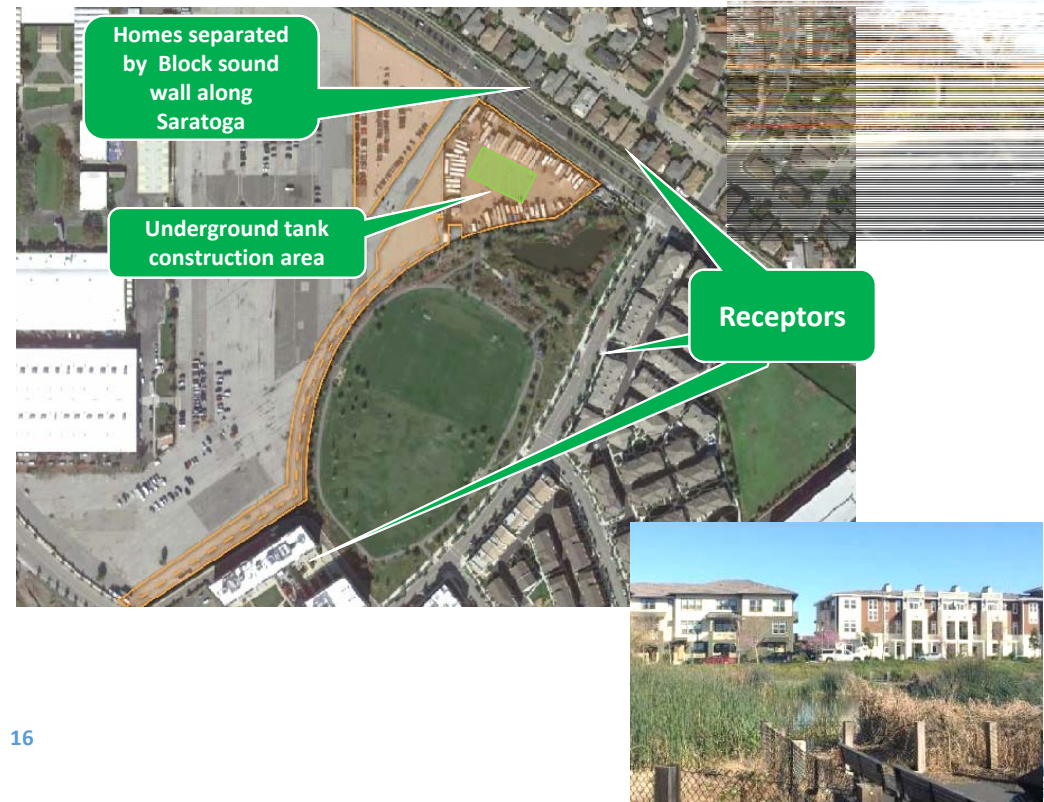 Homes separated
by Block sound
wall along
Saratoga
Underground tank
construction area
Receptors
16